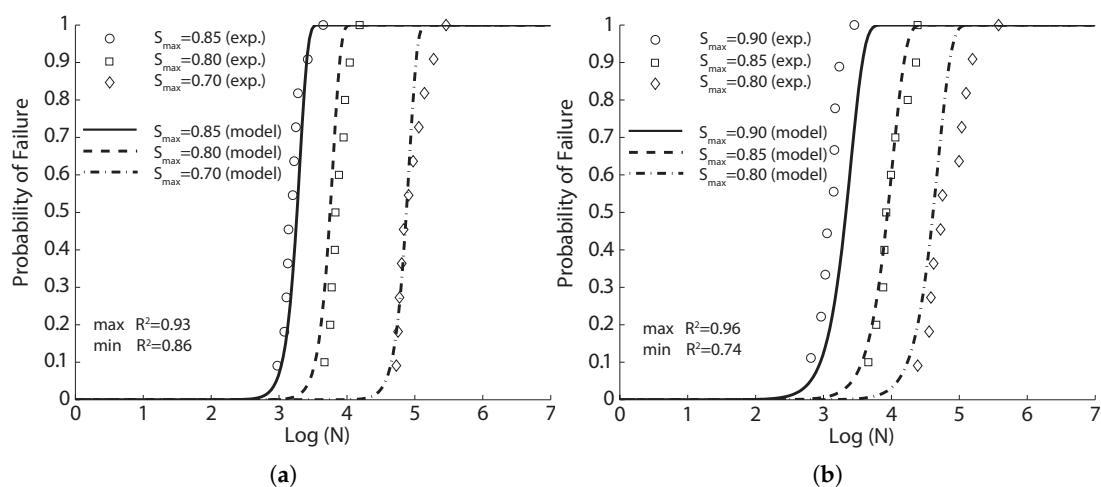 1
0.9
0.8
0.7
0.6
0.5
0.4
0.3
0.2
0.1
0
Probability of Failure
S_max=0.85 (exp.)
S_max=0.80 (exp.)
S_max=0.70 (exp.)
S_max=0.85 (model)
S_max=0.80 (model)
S_max=0.70 (model)
max R²=0.93
min R²=0.86
0 1 2 3 4 5 6 7
Log (N)
(a)
1
0.9
0.8
0.7
0.6
0.5
0.4
0.3
0.2
0.1
0
Probability of Failure
S_max=0.90 (exp.)
S_max=0.85 (exp.)
S_max=0.80 (exp.)
S_max=0.90 (model)
S_max=0.85 (model)
S_max=0.80 (model)
max R²=0.96
min R²=0.74
0 1 2 3 4 5 6 7
Log (N)
(b)